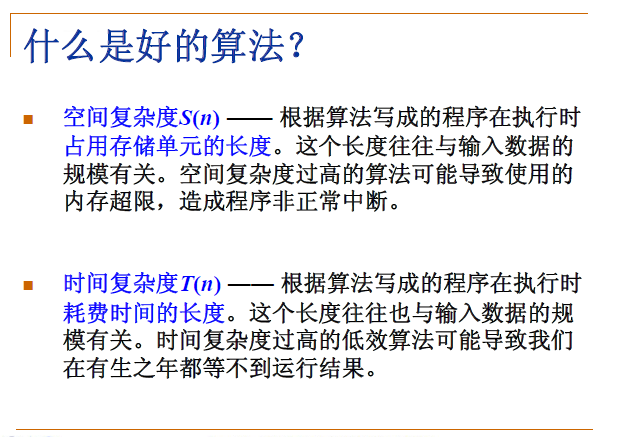 什么是好的算法?
空间复杂度S(n) —— 根据算法写成的程序在执行时
占用存储单元的长度。这个长度往往与输入数据的
规模有关。空间复杂度过高的算法可能导致使用的
内存超限，造成程序非正常中断。
时间复杂度T(n) —— 根据算法写成的程序在执行时
耗费时间的长度。这个长度往往也与输入数据的规
模有关。时间复杂度过高的低效算法可能导致我们
在有生之年都等不到运行结果。